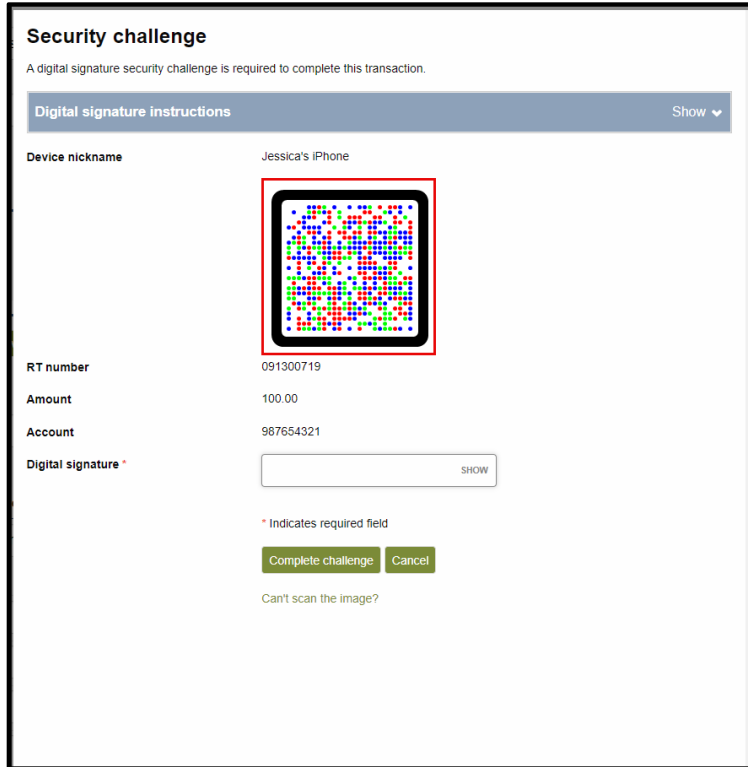 Security challenge
A digital signature security challenge is required to complete this transaction.
Digital signature instructions Show
Device nickname Jessica's iPhone
RT number 091300719
Amount 100.00
Account 987654321
Digital signature * SHOW
* Indicates required field
Complete challenge Cancel
Can't scan the image?